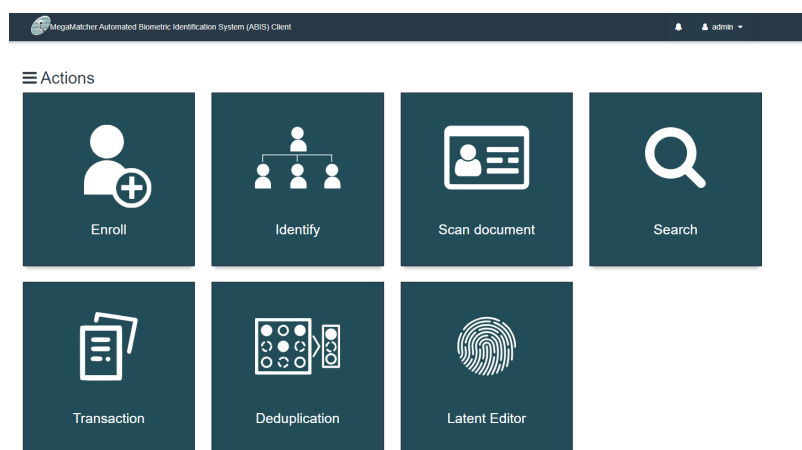 MegaMatcher Automated Biometric Identification System (ABIS) Client
admin
Actions
Enroll
Identify
Scan document
Search
Transaction
Deduplication
Latent Editor